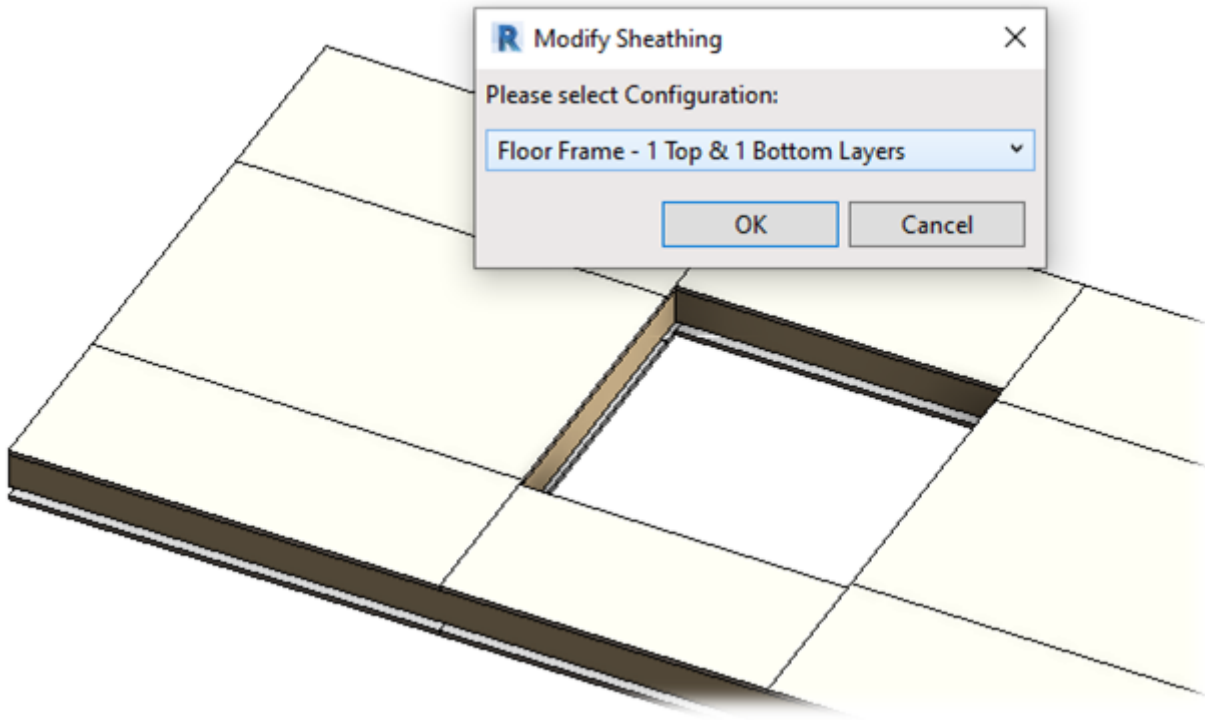 Modify Sheathing
Please select Configuration:
Floor Frame - 1 Top & 1 Bottom Layers
OK Cancel